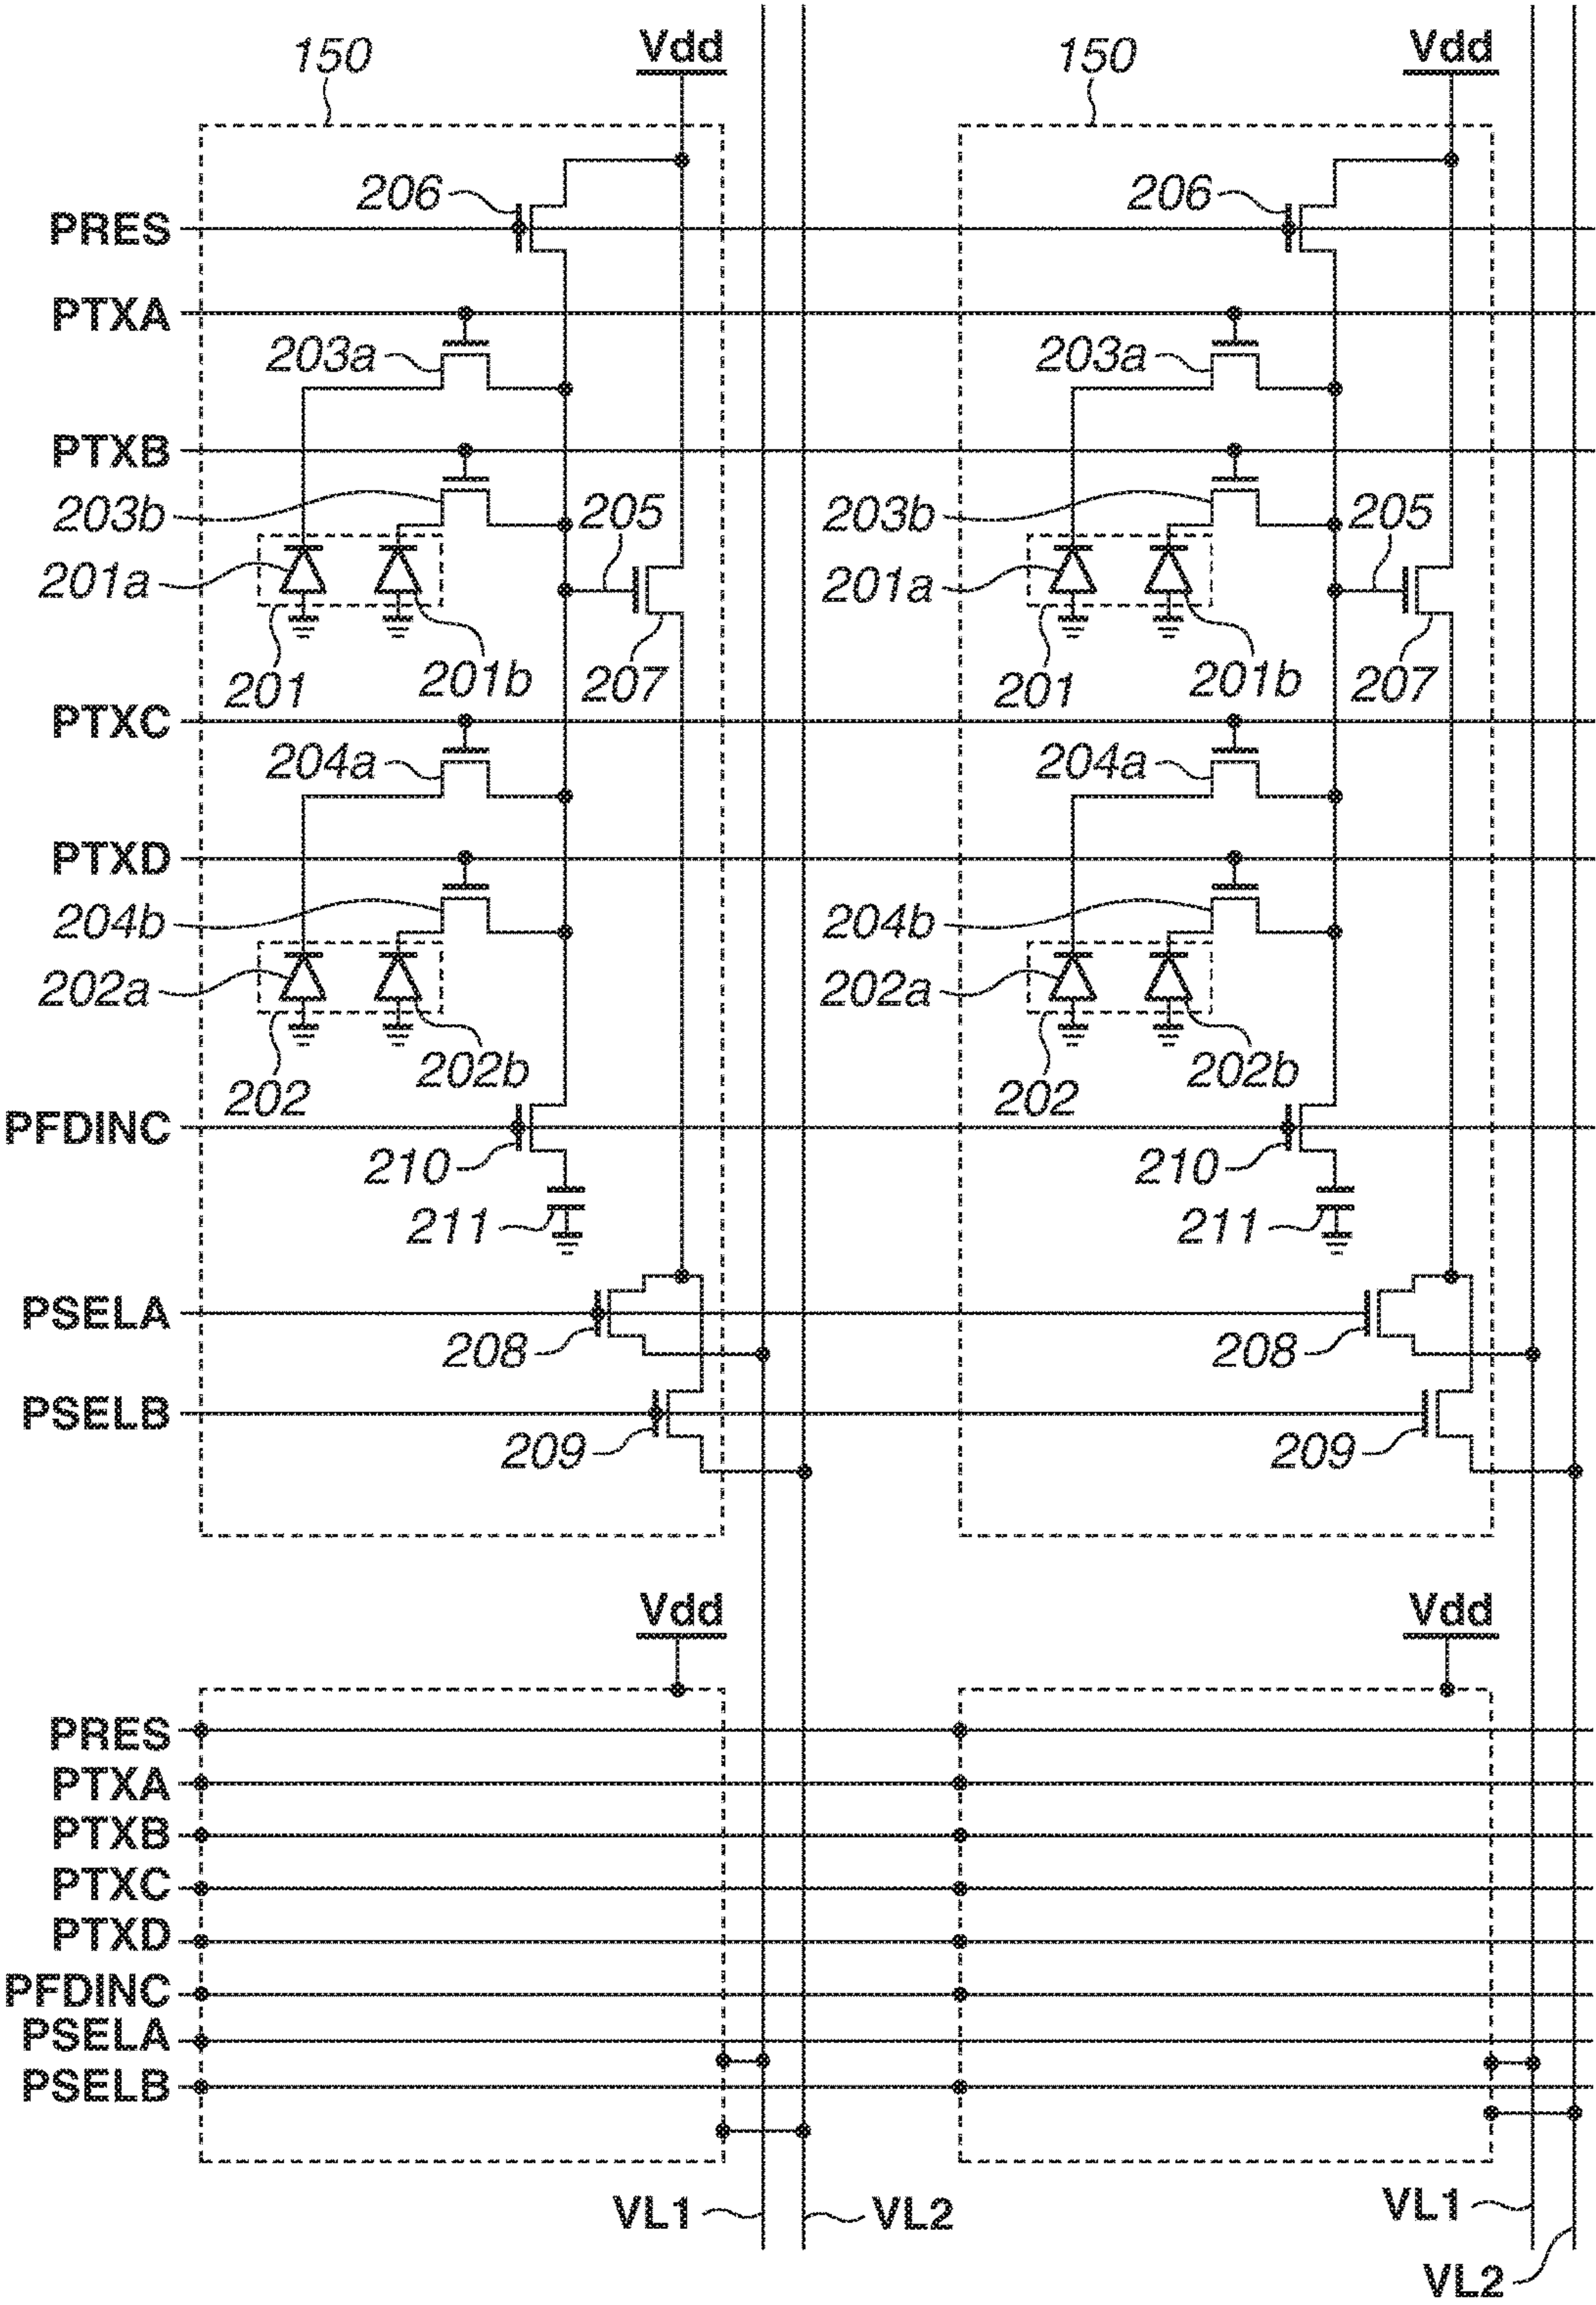 150 Vdd 150 Vdd
206 206
PRES
PTXA
203a 203a
PTXB
203b 205 203b 205
201a 201a
201 201b 207 201 201b 207
PTXC
204a 204a
PTXD
204b 204b
202a 202a
202 202b 202 202b
PFDINC
210 210
211 211
PSELA
208 208
PSELB
209 209
Vdd Vdd
PRES
PTXA
PTXB
PTXC
PTXD
PFDINC
PSELA
PSELB
VL1 VL2 VL1
VL2